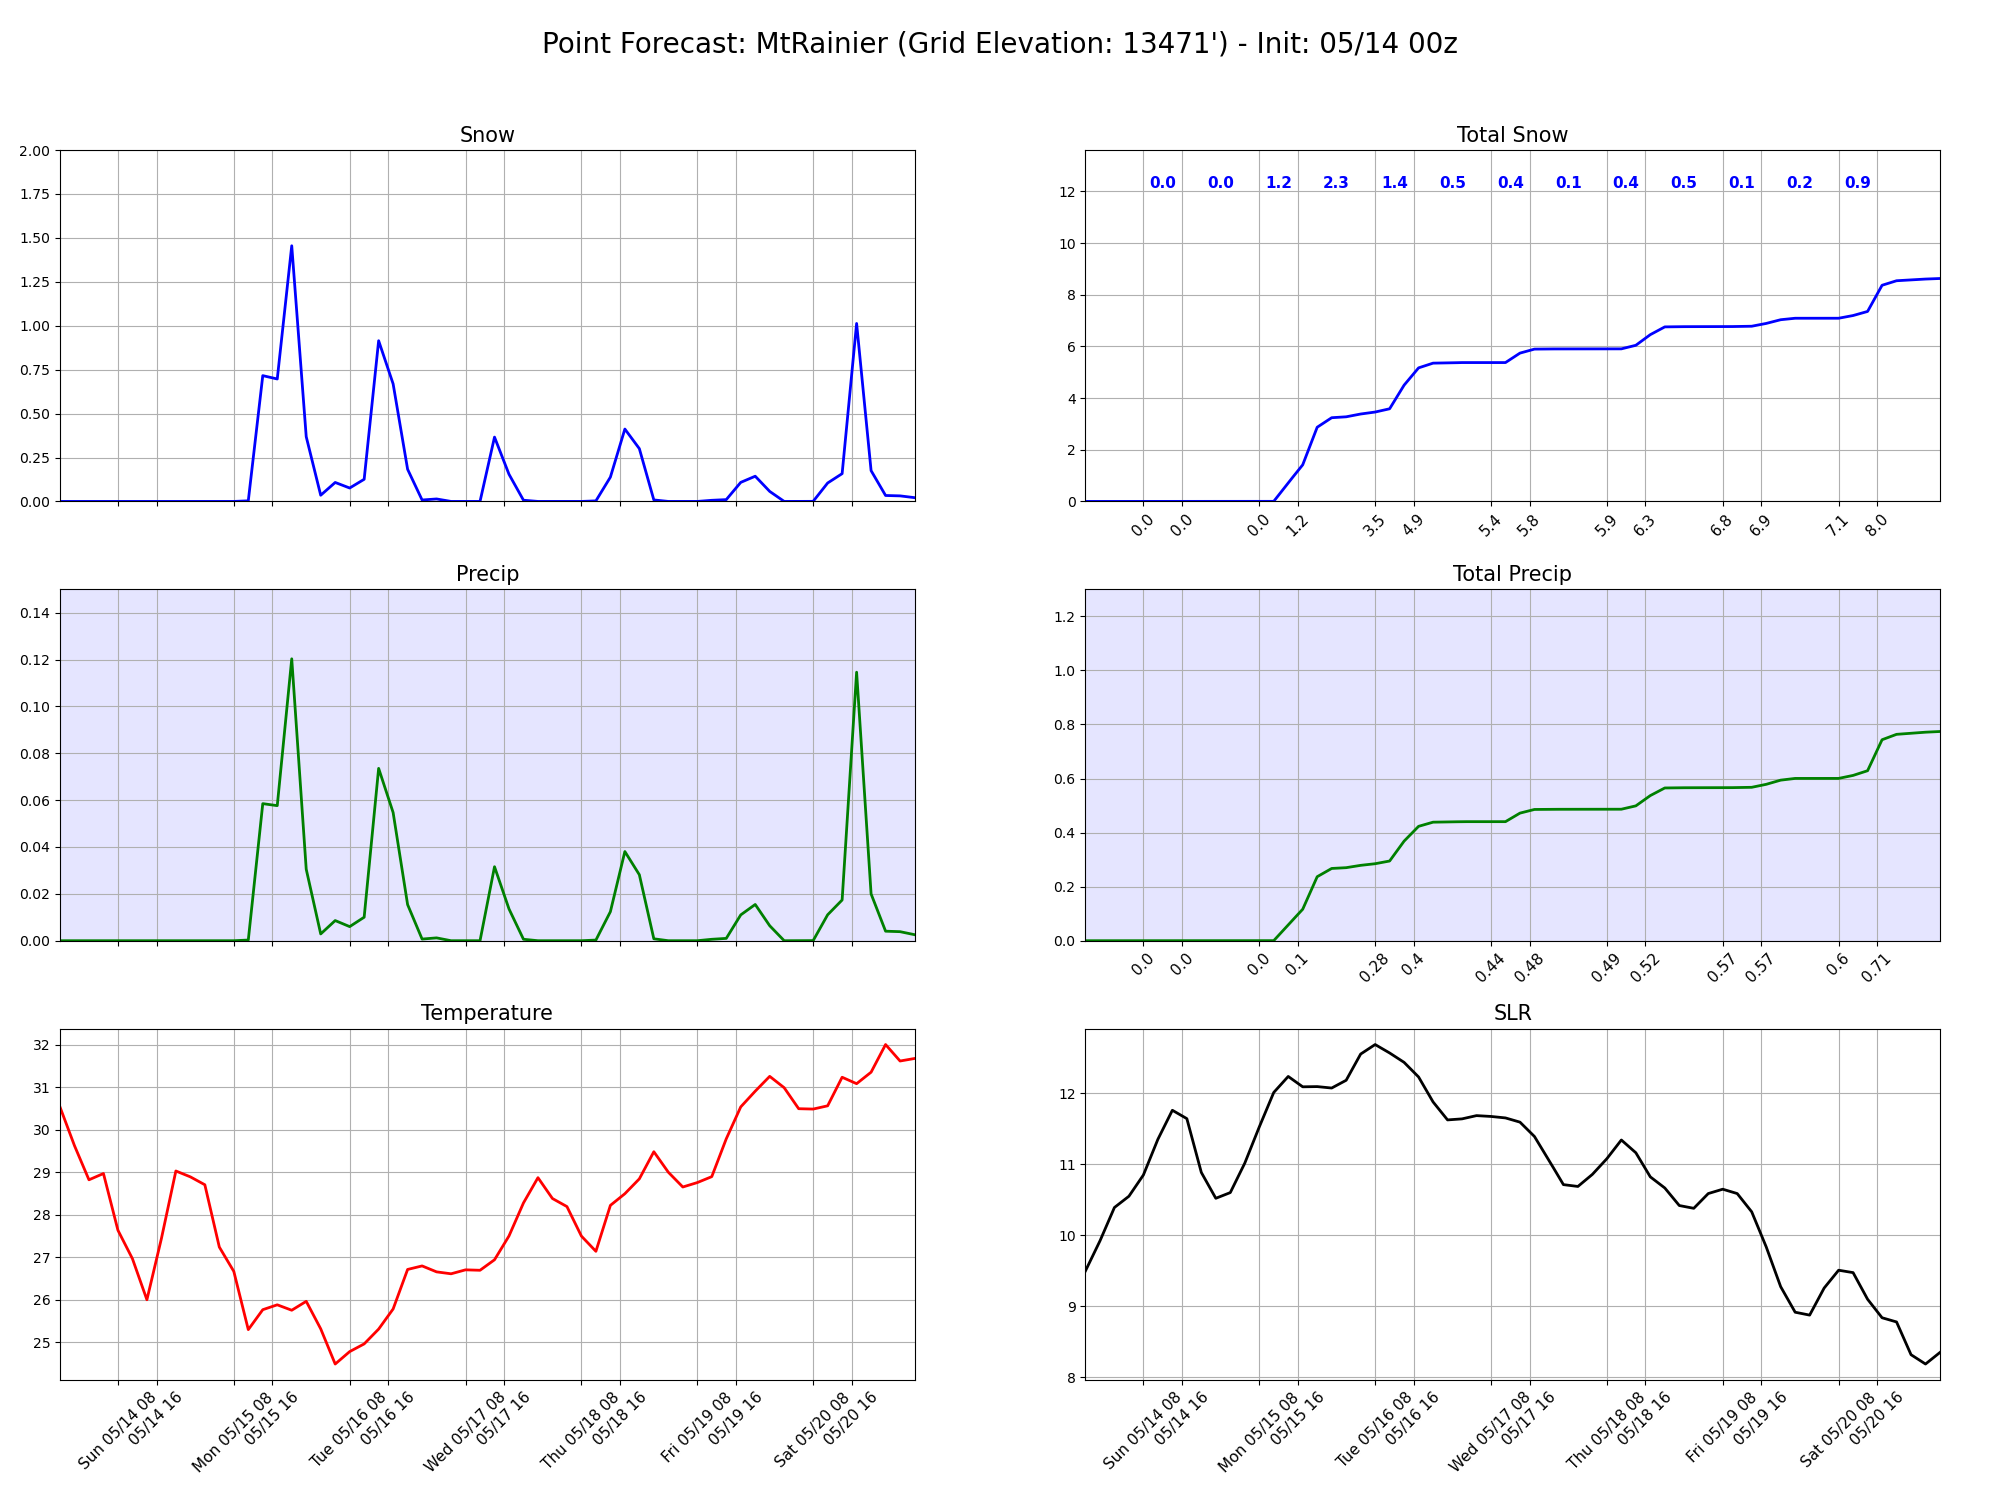 Point Forecast: MtRainier (Grid Elevation: 13471') - Init: 05/14 00z
Snow
2.00
1.75
1.50
1.25
1.00
0.75
0.50
0.25
0.00
Total Snow
0.0 0.0 1.2 2.3 1.4 0.5 0.4 0.1 0.4 0.5 0.1 0.2 0.9
12
10
8
6
4
2
0
0.0 0.0 0.0 1.2 3.5 4.9 5.4 5.8 5.9 6.3 6.8 6.9 7.1 8.0
Precip
0.14
0.12
0.10
0.08
0.06
0.04
0.02
0.00
Total Precip
1.2
1.0
0.8
0.6
0.4
0.2
0.0
0.0 0.0 0.0 0.1 0.28 0.4 0.44 0.48 0.49 0.52 0.57 0.57 0.6 0.71
Temperature
32
31
30
29
28
27
26
25
Sun 05/14 08
05/14 16
Mon 05/15 08
05/15 16
Tue 05/16 08
05/16 16
Wed 05/17 08
05/17 16
Thu 05/18 08
05/18 16
Fri 05/19 08
05/19 16
Sat 05/20 08
05/20 16
SLR
12
11
10
9
8
Sun 05/14 08
05/14 16
Mon 05/15 08
05/15 16
Tue 05/16 08
05/16 16
Wed 05/17 08
05/17 16
Thu 05/18 08
05/18 16
Fri 05/19 08
05/19 16
Sat 05/20 08
05/20 16